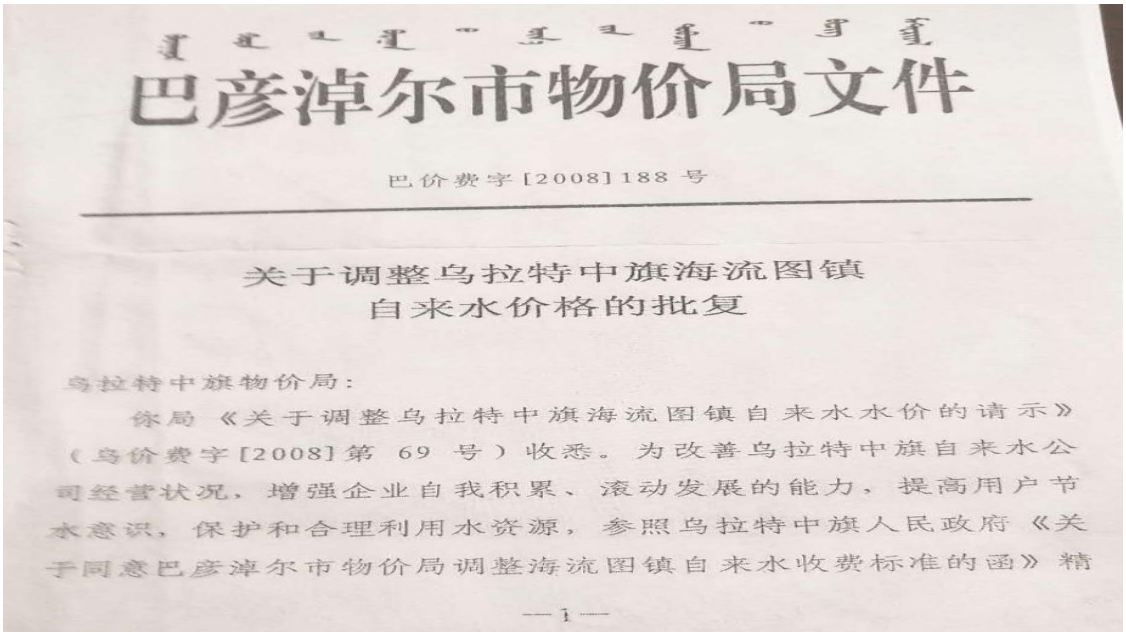 巴彦淖尔市物价局文件
巴价费字[2008]188 号
关于调整乌拉特中旗海流图镇
自来水价格的批复
乌拉特中旗物价局:
你局《关于调整乌拉特中旗海流图镇自来水水价的请示》
(乌价费字[2008]第 69 号)收悉。为改善乌拉特中旗自来水公
司经营状况,增强企业自我积累、滚动发展的能力,提高用户节
水意识,保护和合理利用水资源,参照乌拉特中旗人民政府《关
于同意巴彦淖尔市物价局调整海流图镇自来水收费标准的函》精
— 1 —